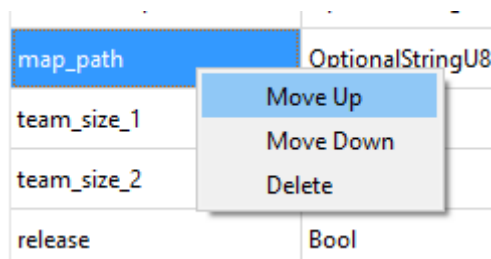 map_path OptionalStringU8
Move Up
team_size_1
Move Down
team_size_2
Delete
release Bool